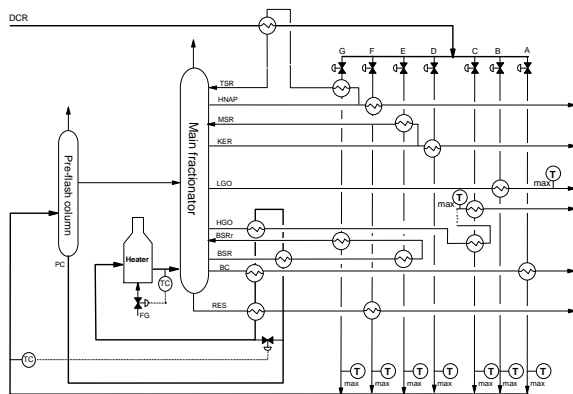 DCR
G F E D C B A
TSR
HNAP
MSR
KER
LGO
T
max
T
max
HGO
BSRr
BSR
BC
RES
Main fractionator
Pre-flash column
PC
Heater
TC
FG
TC
T T T T T T T
max max max max max max max